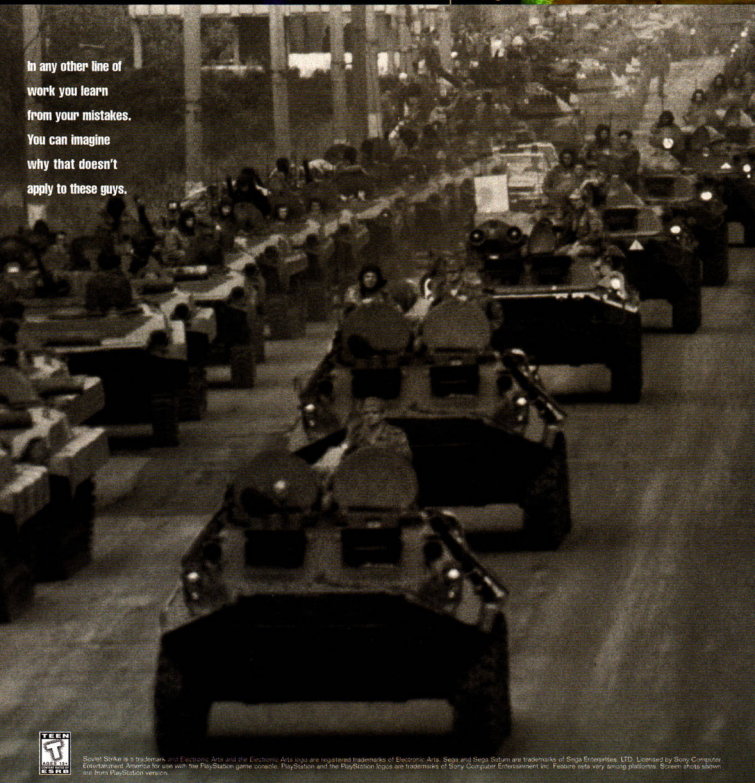 In any other line of
work you learn
from your mistakes.
You can imagine
why that doesn't
apply to these guys.
TEEN
T
AGES 13+
ESRB
Soviet Strike is a trademark and Electronic Arts and the Electronic Arts logo are registered trademarks of Electronic Arts. Sega and Sega Saturn are trademarks of Sega Enterprises, LTD. Licensed by Sony Computer
Entertainment America for use with the PlayStation game console. PlayStation and the PlayStation logos are trademarks of Sony Computer Entertainment Inc. Feature sets vary among platforms. Screen shots shown
are from PlayStation version.